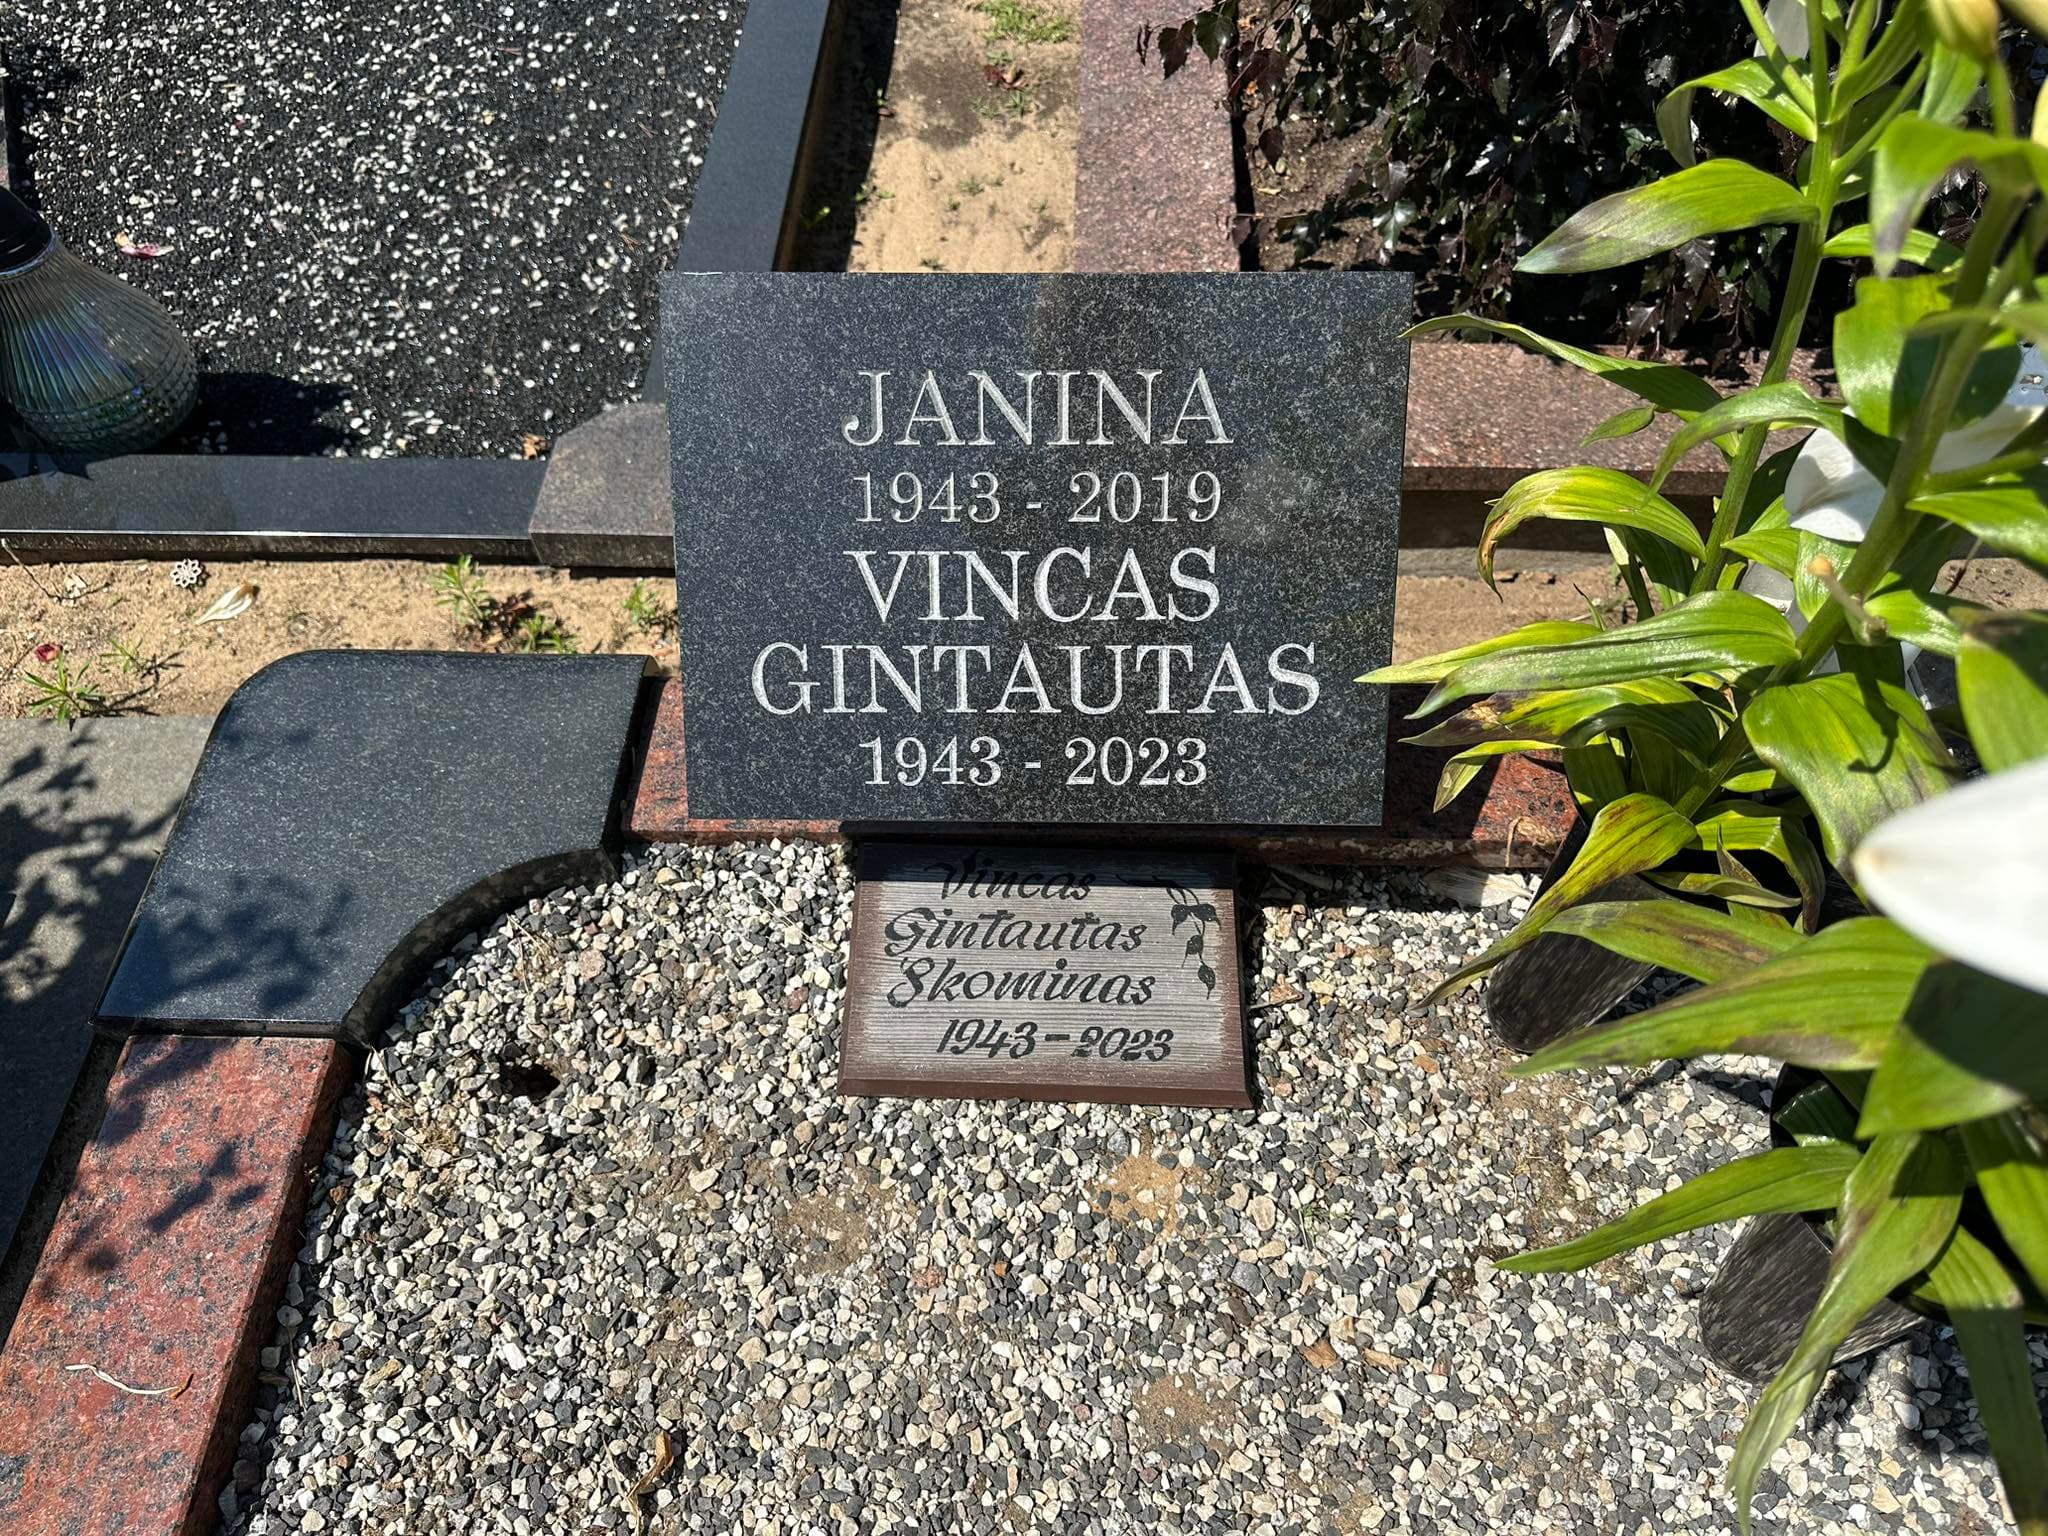 JANINA
1943 - 2019
VINCAS
GINTAUTAS
1943 - 2023
Vincas
Gintautas
Skominas
1943-2023